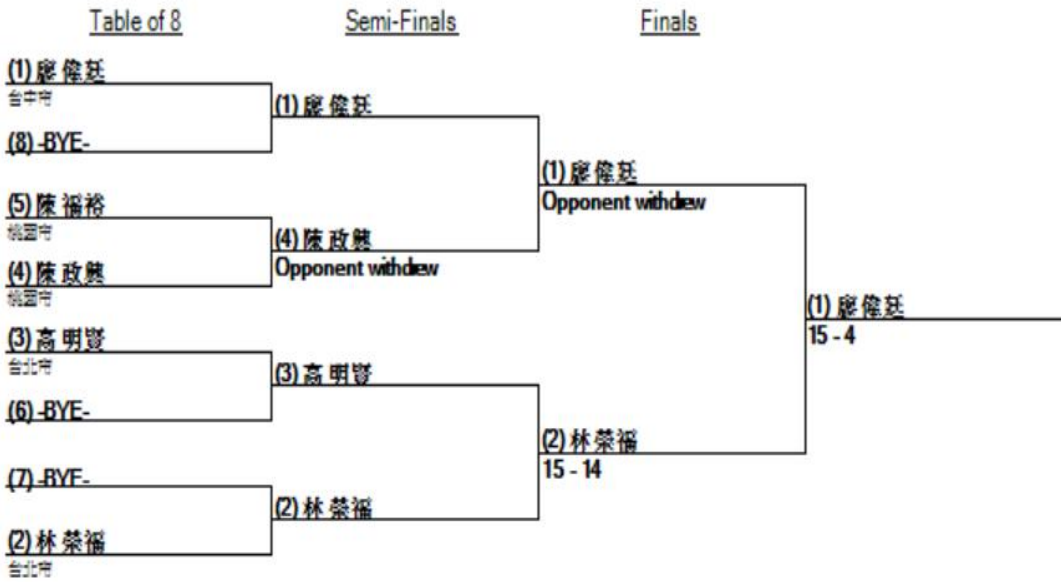 Table of 8
Semi-Finals
Finals
(1) 廖偉廷
台中市
(8) -BYE-
(5) 陳福裕
桃園市
(4) 陳政興
桃園市
(3) 高明賢
台北市
(6) -BYE-
(7) -BYE-
(2) 林榮福
台北市
(1) 廖偉廷
(4) 陳政興
Opponent withdrew
(3) 高明賢
(2) 林榮福
(1) 廖偉廷
Opponent withdrew
(2) 林榮福
15 - 14
(1) 廖偉廷
15 - 4